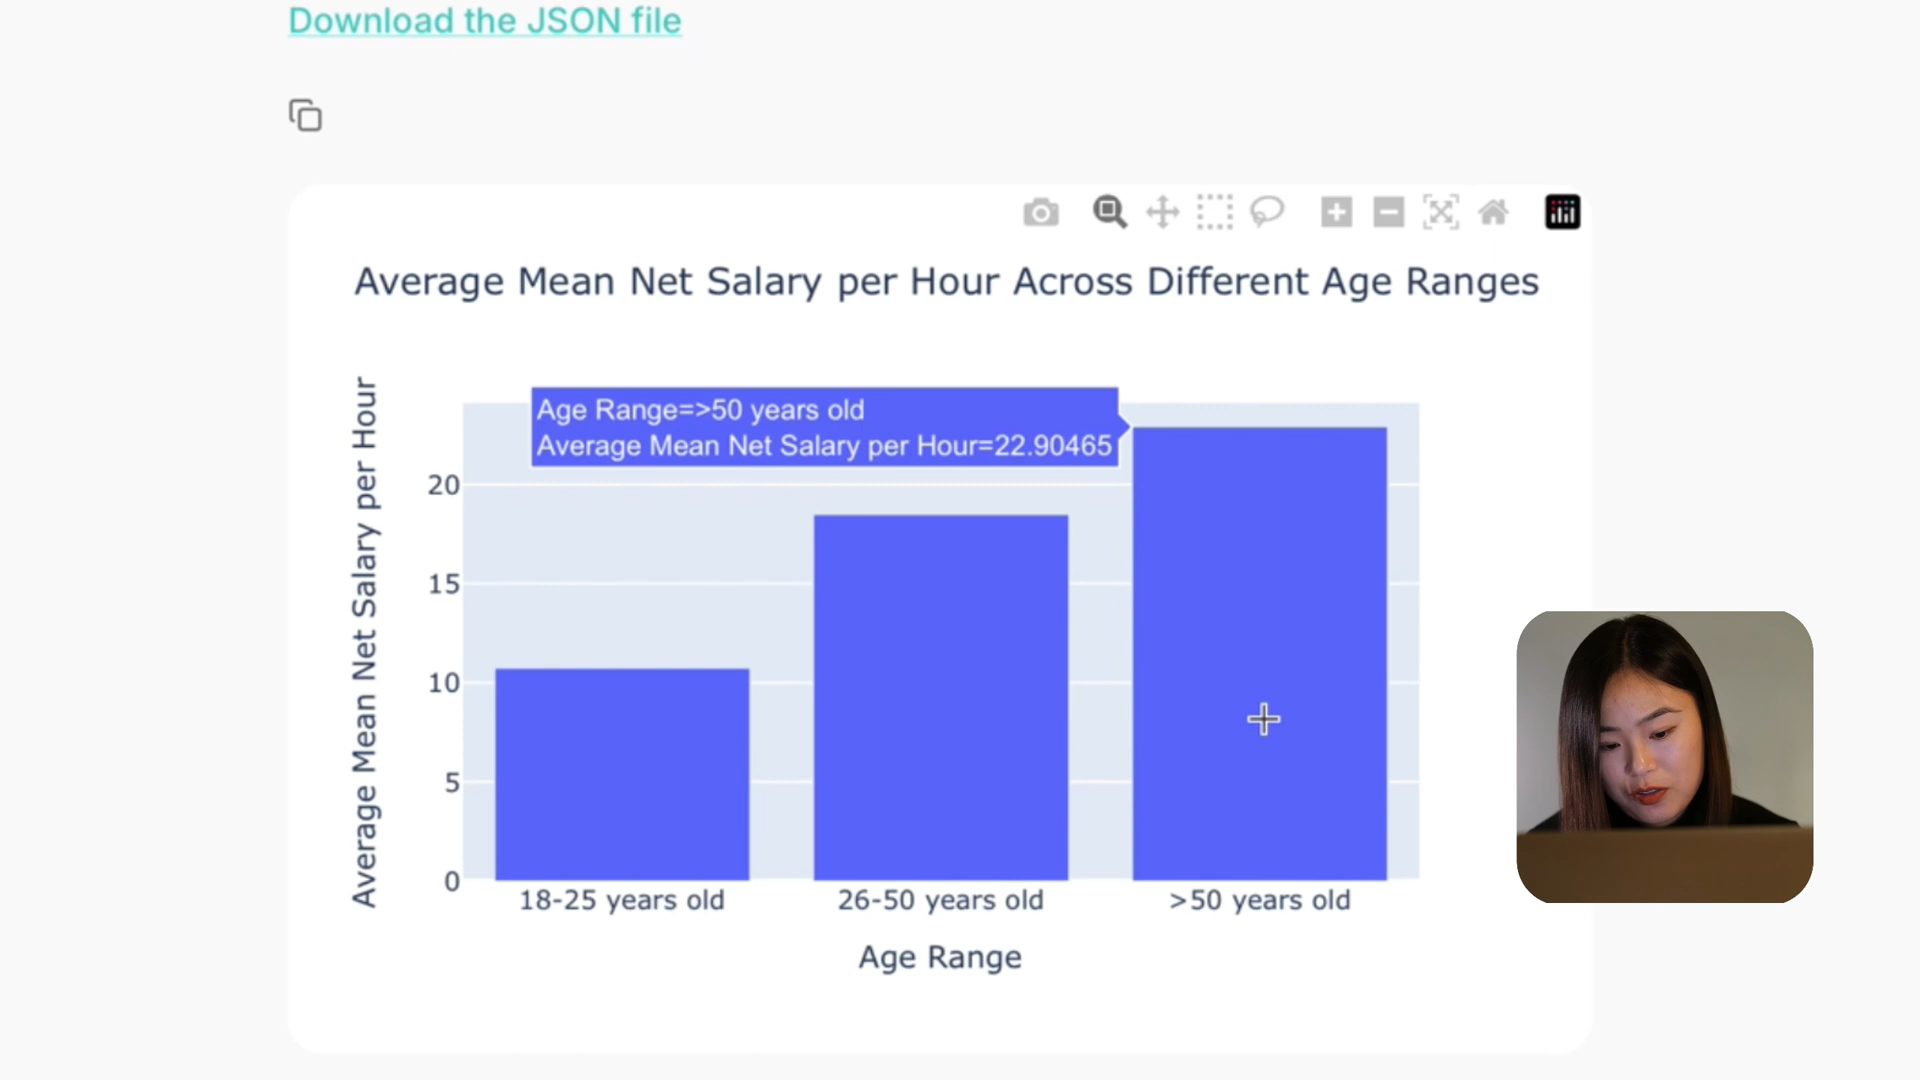 Download the JSON file
Average Mean Net Salary per Hour Across Different Age Ranges
Age Range=>50 years old
Average Mean Net Salary per Hour=22.90465
Average Mean Net Salary per Hour
20
15
10
5
0
18-25 years old 26-50 years old >50 years old
Age Range